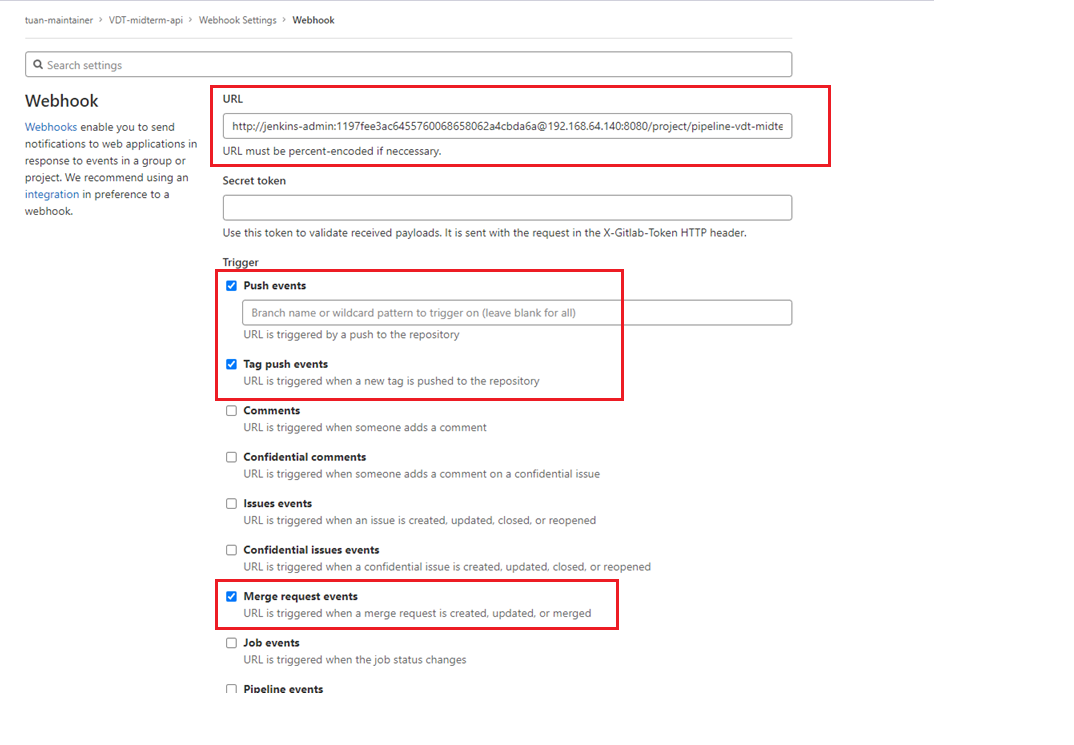 tuan-maintainer › VDT-midterm-api › Webhook Settings › Webhook
Search settings
Webhook
Webhooks enable you to send
notifications to web applications in
response to events in a group or
project. We recommend using an
integration in preference to a
webhook.
URL
http://jenkins-admin:1197fee3ac6455760068658062a4cbda6a@192.168.64.140:8080/project/pipeline-vdt-midte
URL must be percent-encoded if neccessary.
Secret token
Use this token to validate received payloads. It is sent with the request in the X-Gitlab-Token HTTP header.
Trigger
Push events
Branch name or wildcard pattern to trigger on (leave blank for all)
URL is triggered by a push to the repository
Tag push events
URL is triggered when a new tag is pushed to the repository
Comments
URL is triggered when someone adds a comment
Confidential comments
URL is triggered when someone adds a comment on a confidential issue
Issues events
URL is triggered when an issue is created, updated, closed, or reopened
Confidential issues events
URL is triggered when a confidential issue is created, updated, closed, or reopened
Merge request events
URL is triggered when a merge request is created, updated, or merged
Job events
URL is triggered when the job status changes
Pipeline events